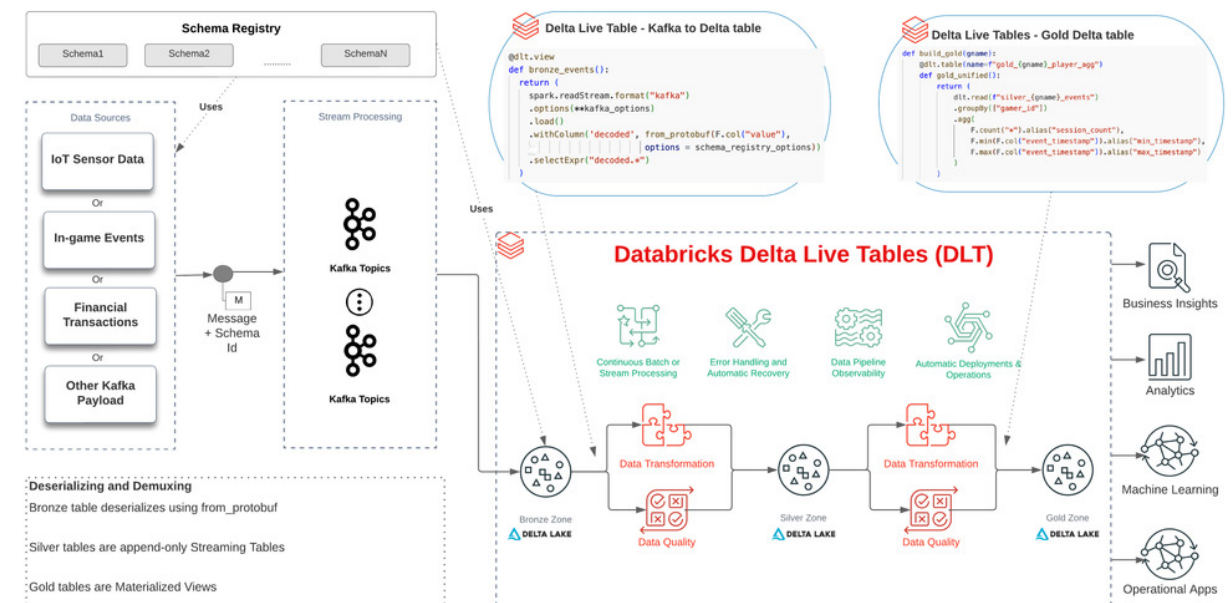 Schema Registry
Schema1
Schema2
..........
SchemaN
Uses
Data Sources
IoT Sensor Data
Or
In-game Events
Or
Financial
Transactions
Or
Other Kafka
Payload
M
Message
+ Schema
Id
Stream Processing
Kafka Topics
Kafka Topics
Deserializing and Demuxing
Bronze table deserializes using from_protobuf
Silver tables are append-only Streaming Tables
Gold tables are Materialized Views
Delta Live Table - Kafka to Delta table
@dlt.view
def bronze_events():
return (
spark.readStream.format("kafka")
.options(**kafka_options)
.load()
.withColumn('decoded', from_protobuf(F.col("value"),
options = schema_registry_options))
.selectExpr("decoded.*")
)
Delta Live Tables - Gold Delta table
def build_gold(gname):
@dlt.table(name=f"gold_{gname}_player_agg")
def gold_unified():
return (
dlt.read(f"silver_{gname}_events")
.groupBy(["gamer_id"])
.agg(
F.count("*").alias("session_count"),
F.min(F.col("event_timestamp")).alias("min_timestamp"),
F.max(F.col("event_timestamp")).alias("max_timestamp")
)
)
Uses
Databricks Delta Live Tables (DLT)
Continuous Batch or
Stream Processing
Error Handling and
Automatic Recovery
Data Pipeline
Observability
Automatic Deployments &
Operations
Data Transformation
Data Quality
Data Transformation
Data Quality
Bronze Zone
DELTA LAKE
Silver Zone
DELTA LAKE
Gold Zone
DELTA LAKE
Business Insights
Analytics
Machine Learning
Operational Apps